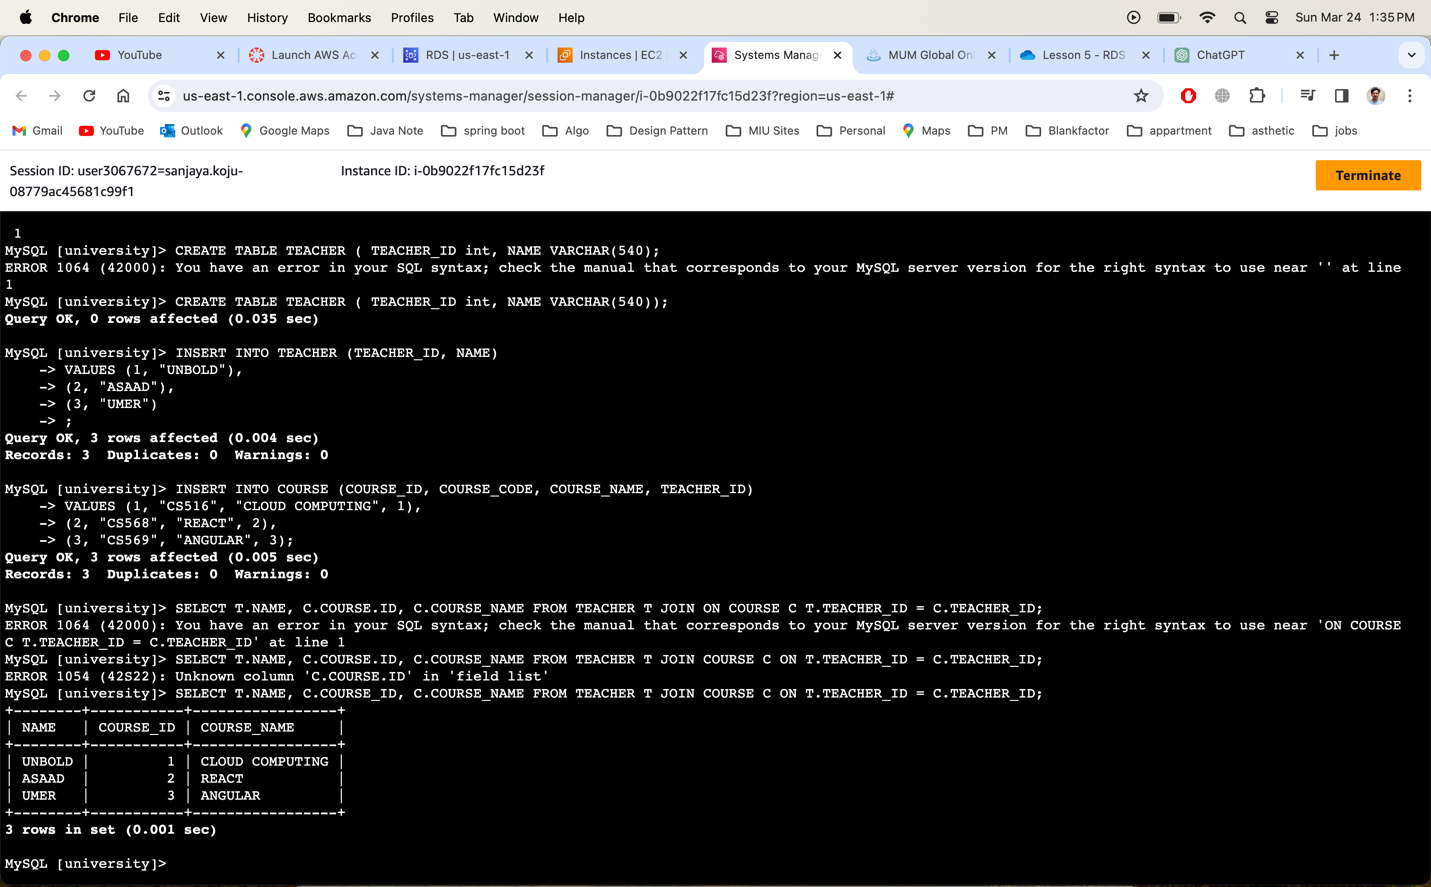 Chrome File Edit View History Bookmarks Profiles Tab Window Help Sun Mar 24 1:35 PM
YouTube Launch AWS Ac RDS | us-east-1 Instances | EC2 Systems Manag MUM Global Onl Lesson 5 - RDS ChatGPT
us-east-1.console.aws.amazon.com/systems-manager/session-manager/i-0b9022f17fc15d23f?region=us-east-1#
Gmail YouTube Outlook Google Maps Java Note spring boot Algo Design Pattern MIU Sites Personal Maps PM Blankfactor appartment asthetic jobs
Session ID: user3067672=sanjaya.koju-
08779ac45681c99f1
Instance ID: i-0b9022f17fc15d23f
Terminate
1
MySQL [university]> CREATE TABLE TEACHER ( TEACHER_ID int, NAME VARCHAR(540);
ERROR 1064 (42000): You have an error in your SQL syntax; check the manual that corresponds to your MySQL server version for the right syntax to use near '' at line
1
MySQL [university]> CREATE TABLE TEACHER ( TEACHER_ID int, NAME VARCHAR(540));
Query OK, 0 rows affected (0.035 sec)
MySQL [university]> INSERT INTO TEACHER (TEACHER_ID, NAME)
    -> VALUES (1, "UNBOLD"),
    -> (2, "ASAAD"),
    -> (3, "UMER")
    -> ;
Query OK, 3 rows affected (0.004 sec)
Records: 3  Duplicates: 0  Warnings: 0
MySQL [university]> INSERT INTO COURSE (COURSE_ID, COURSE_CODE, COURSE_NAME, TEACHER_ID)
    -> VALUES (1, "CS516", "CLOUD COMPUTING", 1),
    -> (2, "CS568", "REACT", 2),
    -> (3, "CS569", "ANGULAR", 3);
Query OK, 3 rows affected (0.005 sec)
Records: 3  Duplicates: 0  Warnings: 0
MySQL [university]> SELECT T.NAME, C.COURSE.ID, C.COURSE_NAME FROM TEACHER T JOIN ON COURSE C T.TEACHER_ID = C.TEACHER_ID;
ERROR 1064 (42000): You have an error in your SQL syntax; check the manual that corresponds to your MySQL server version for the right syntax to use near 'ON COURSE
C T.TEACHER_ID = C.TEACHER_ID' at line 1
MySQL [university]> SELECT T.NAME, C.COURSE.ID, C.COURSE_NAME FROM TEACHER T JOIN COURSE C ON T.TEACHER_ID = C.TEACHER_ID;
ERROR 1054 (42S22): Unknown column 'C.COURSE.ID' in 'field list'
MySQL [university]> SELECT T.NAME, C.COURSE_ID, C.COURSE_NAME FROM TEACHER T JOIN COURSE C ON T.TEACHER_ID = C.TEACHER_ID;
+--------+-----------+-----------------+
| NAME   | COURSE_ID | COURSE_NAME     |
+--------+-----------+-----------------+
| UNBOLD |         1 | CLOUD COMPUTING |
| ASAAD  |         2 | REACT           |
| UMER   |         3 | ANGULAR         |
+--------+-----------+-----------------+
3 rows in set (0.001 sec)
MySQL [university]>